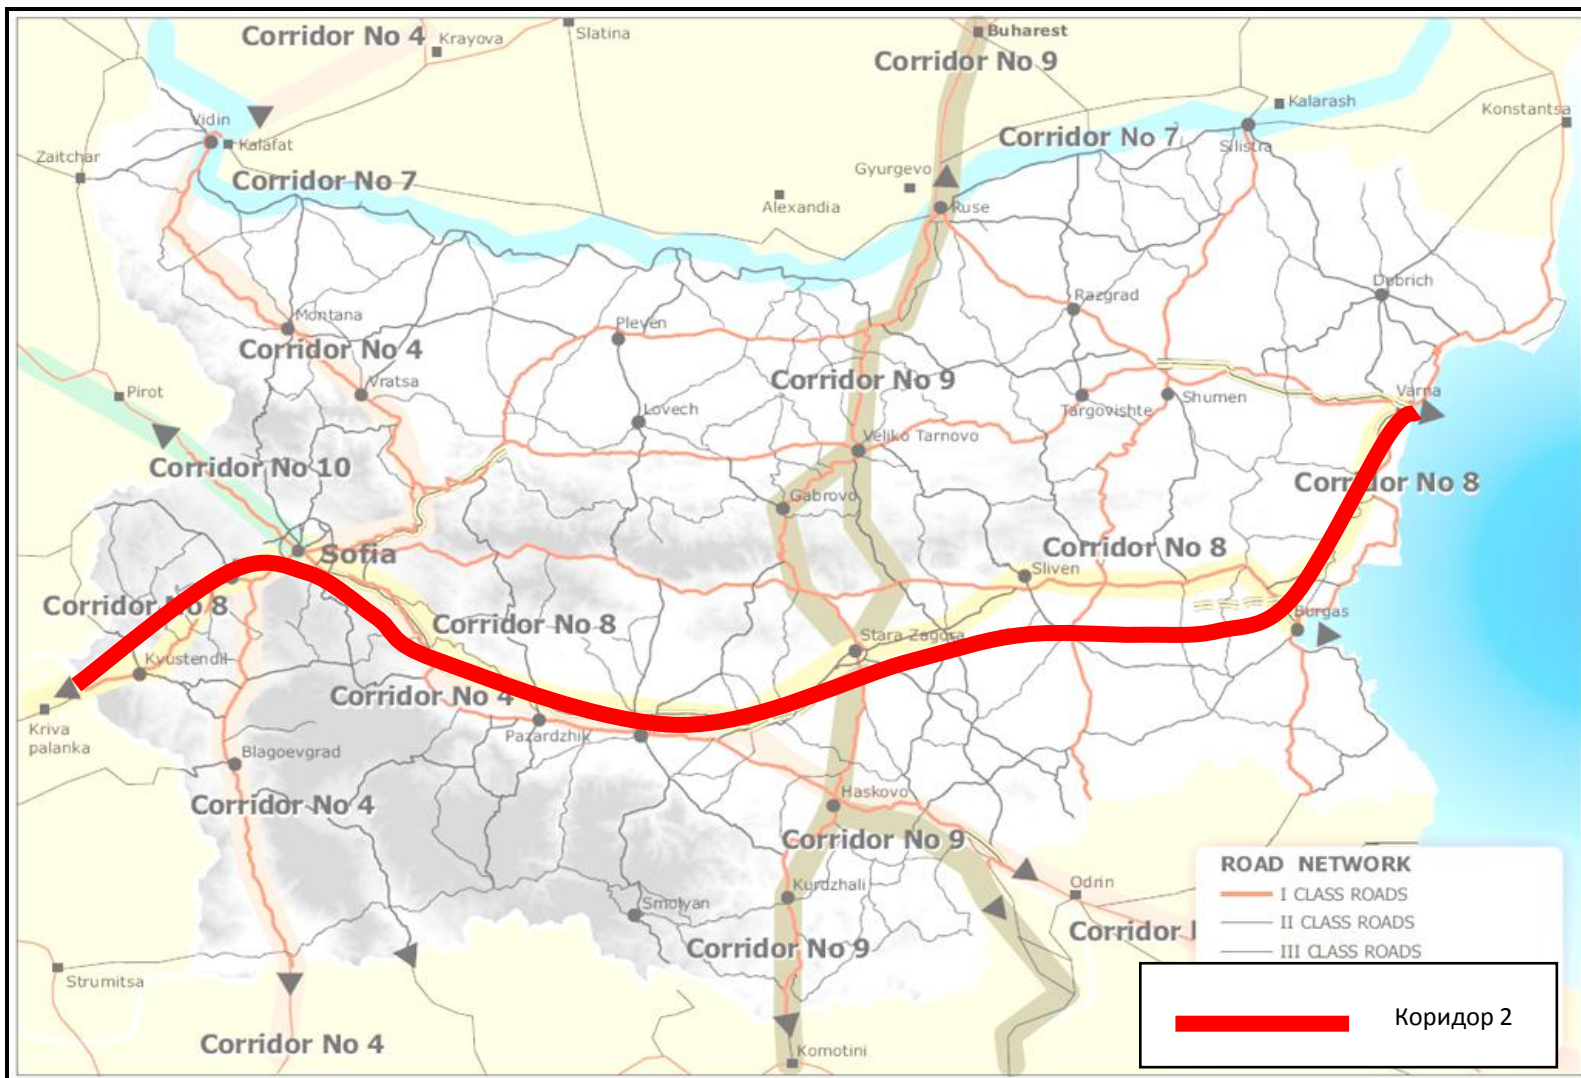 Corridor No 4
Krayova
Slatina
Buharest
Corridor No 9
Kalarash
Konstantsa
Vidin
Kalafat
Zaitchar
Corridor No 7
Silistra
Corridor No 7
Gyurgevo
Alexandia
Ruse
Dobrich
Razgrad
Montana
Pleven
Corridor No 4
Vratsa
Corridor No 9
Pirot
Lovech
Targovishte
Shumen
Varna
Veliko Tarnovo
Corridor No 10
Corridor No 8
Gabrovo
Sofia
Corridor No 8
Sliven
Corridor No 8
Burgas
Corridor No 8
Stara Zagora
Kyustendil
Corridor No 4
Kriva
palanka
Pazardzhik
Blagoevgrad
Haskovo
Corridor No 4
Corridor No 9
ROAD NETWORK
I CLASS ROADS
II CLASS ROADS
III CLASS ROADS
Odrin
Kurdzhali
Smolyan
Corridor
Corridor No 9
Strumitsa
Коридор 2
Corridor No 4
Komotini